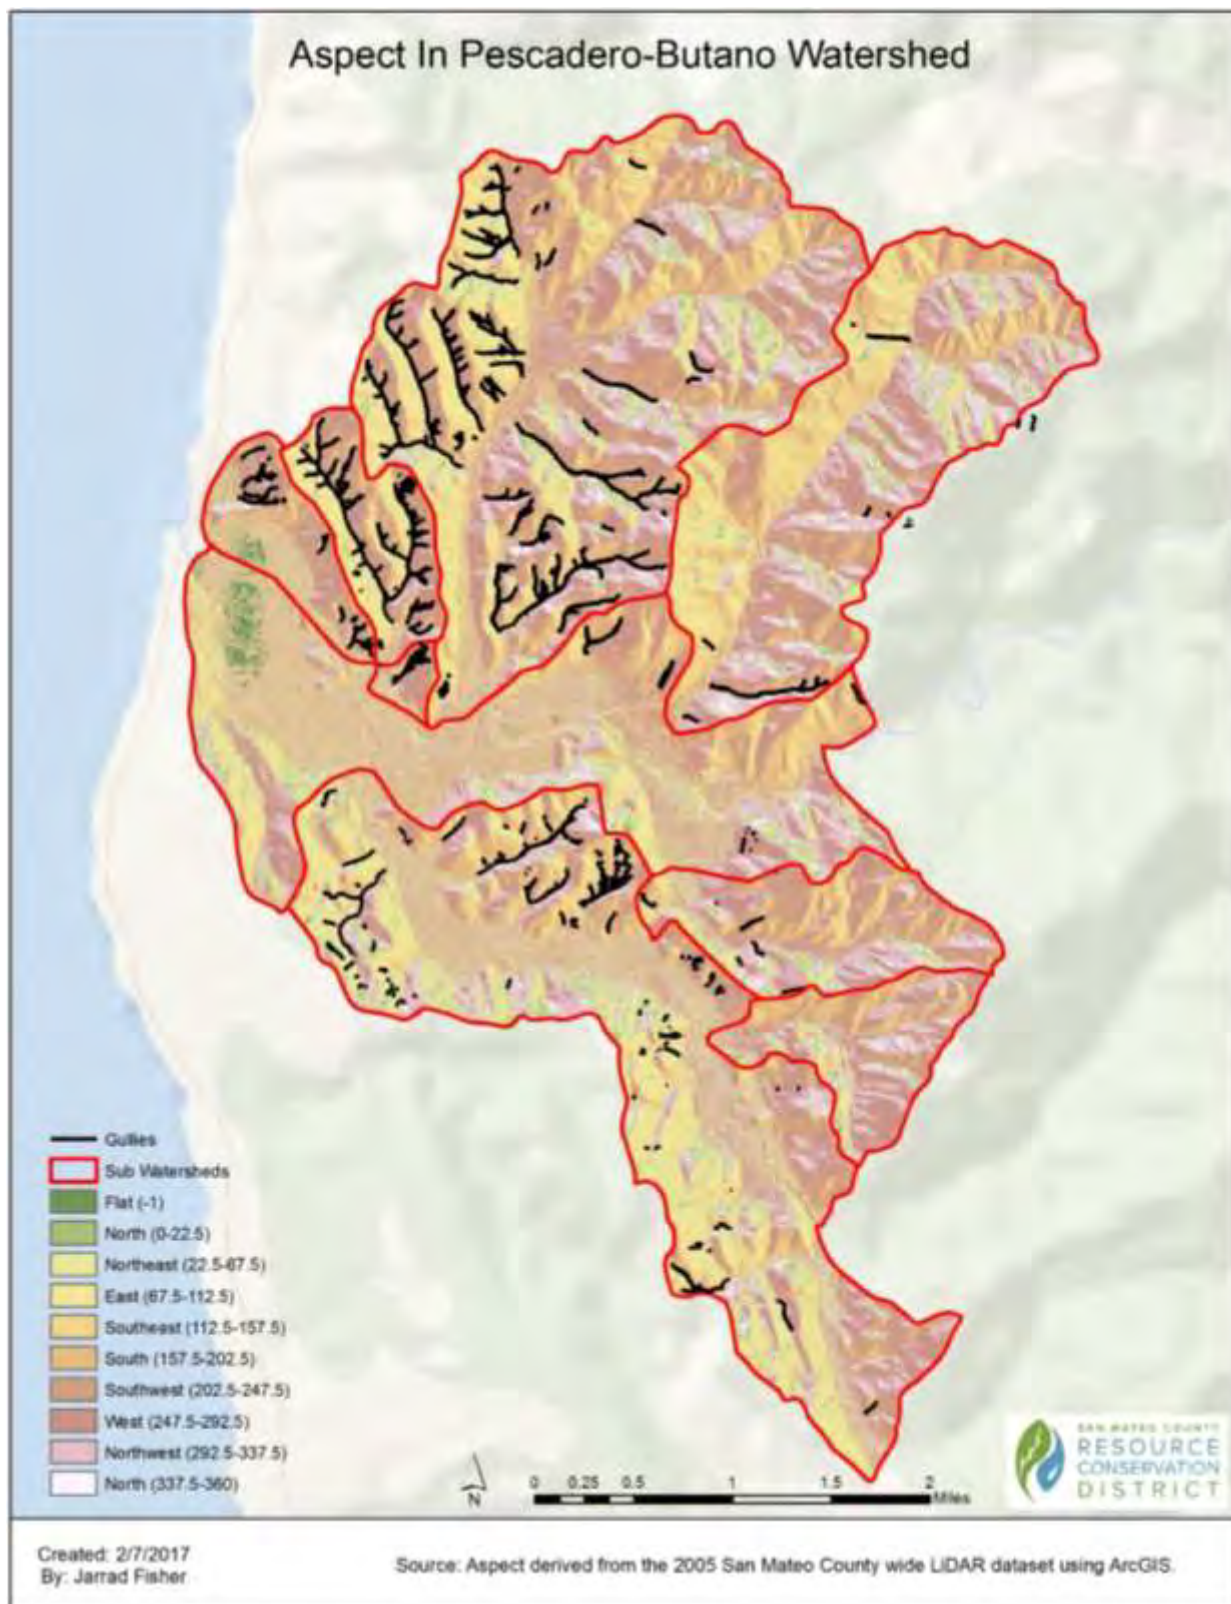 Aspect In Pescadero-Butano Watershed
Gullies
Sub Watersheds
Flat (-1)
North (0-22.5)
Northeast (22.5-67.5)
East (67.5-112.5)
Southeast (112.5-157.5)
South (157.5-202.5)
Southwest (202.5-247.5)
West (247.5-292.5)
Northwest (292.5-337.5)
North (337.5-360)
N
0 0.25 0.5 1 1.5 2
Miles
SAN MATEO COUNTY
RESOURCE
CONSERVATION
DISTRICT
Created: 2/7/2017
By: Jarrad Fisher
Source: Aspect derived from the 2005 San Mateo County wide LiDAR dataset using ArcGIS.